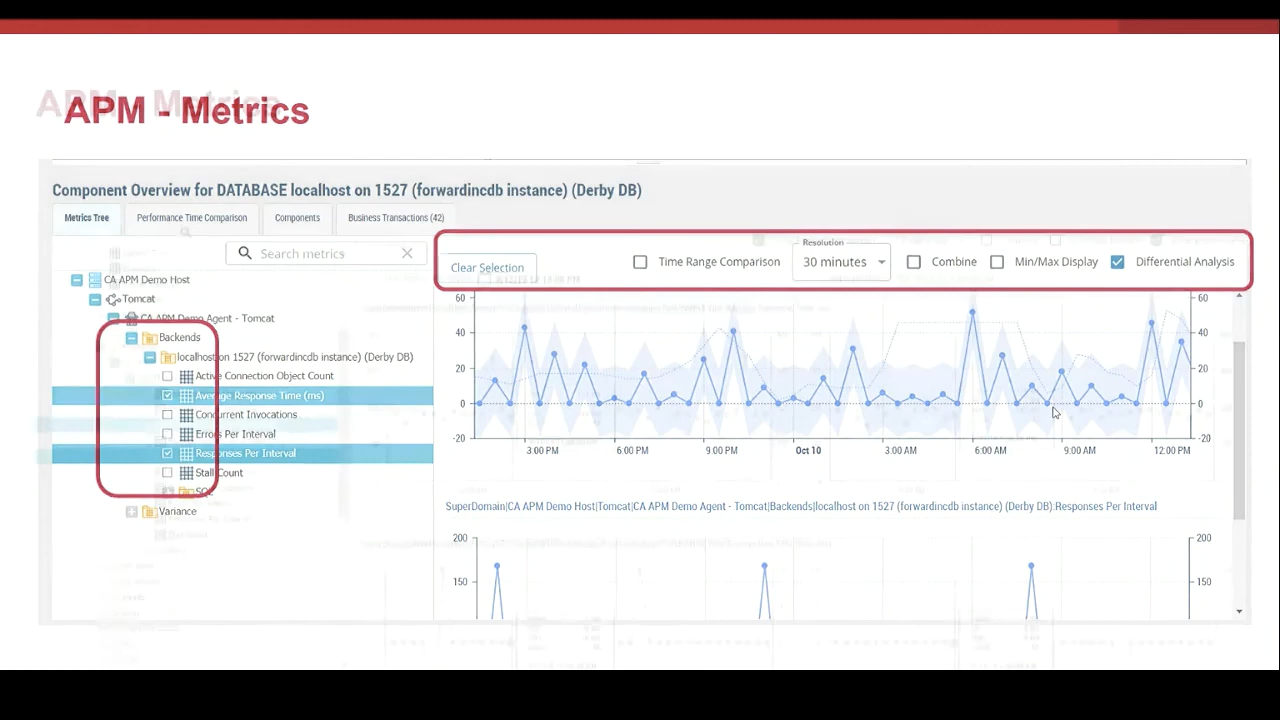 APM - Metrics
Component Overview for DATABASE localhost on 1527 (forwardincdb instance) (Derby DB)
Metrics Tree
Performance Time Comparison
Components
Business Transactions (42)
Search metrics
Clear Selection
Time Range Comparison
Resolution
30 minutes
Combine
Min/Max Display
Differential Analysis
CA APM Demo Host
Tomcat
CA APM Demo Agent - Tomcat
Backends
localhost on 1527 (forwardincdb instance) (Derby DB)
Active Connection Object Count
Average Response Time (ms)
Concurrent Invocations
Errors Per Interval
Responses Per Interval
Stall Count
SQL
Variance
60
40
20
0
-20
60
40
20
0
-20
3:00 PM
6:00 PM
9:00 PM
Oct 10
3:00 AM
6:00 AM
9:00 AM
12:00 PM
SuperDomain|CA APM Demo Host|Tomcat|CA APM Demo Agent - Tomcat|Backends|localhost on 1527 (forwardincdb instance) (Derby DB):Responses Per Interval
200
150
200
150